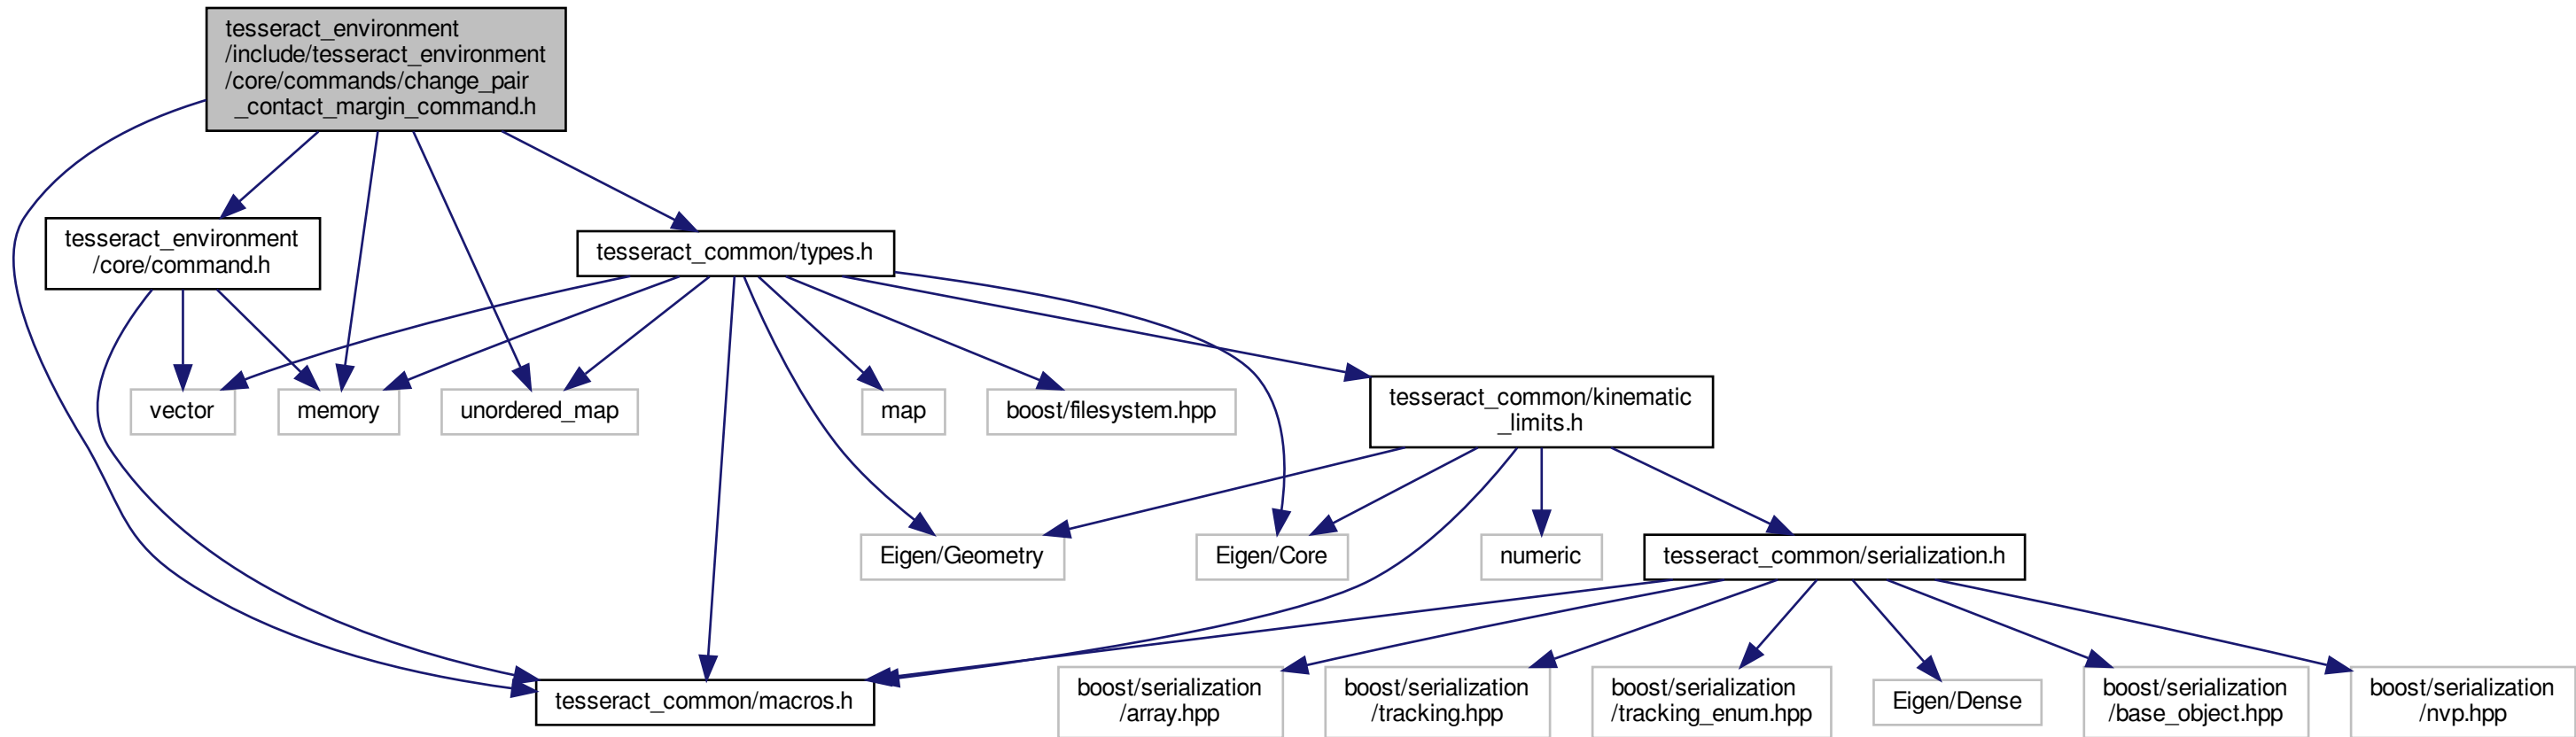 tesseract_environment
/include/tesseract_environment
/core/commands/change_pair
_contact_margin_command.h
tesseract_environment
/core/command.h
tesseract_common/types.h
vector
memory
unordered_map
map
boost/filesystem.hpp
tesseract_common/kinematic
_limits.h
Eigen/Geometry
Eigen/Core
numeric
tesseract_common/serialization.h
tesseract_common/macros.h
boost/serialization
/array.hpp
boost/serialization
/tracking.hpp
boost/serialization
/tracking_enum.hpp
Eigen/Dense
boost/serialization
/base_object.hpp
boost/serialization
/nvp.hpp